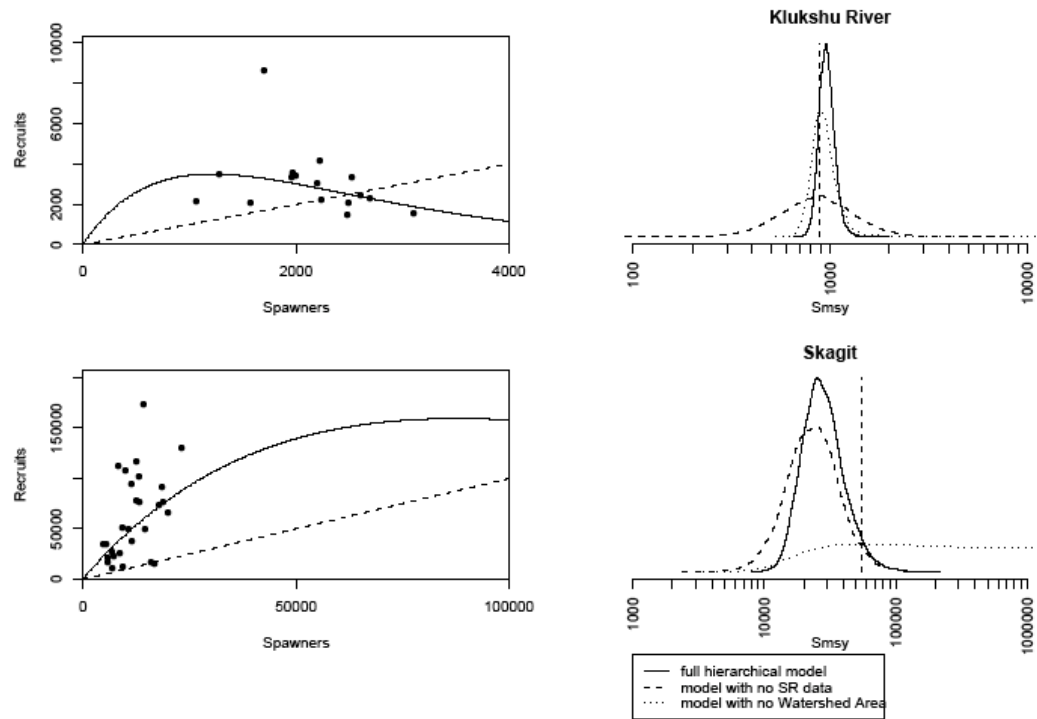 Klukshu River
10000
6000
2000
0
Recruits
0
2000
4000
Spawners
100
1000
10000
Smsy
Skagit
150000
50000
0
Recruits
0
50000
100000
Spawners
1000
10000
100000
1000000
Smsy
full hierarchical model
model with no SR data
model with no Watershed Area